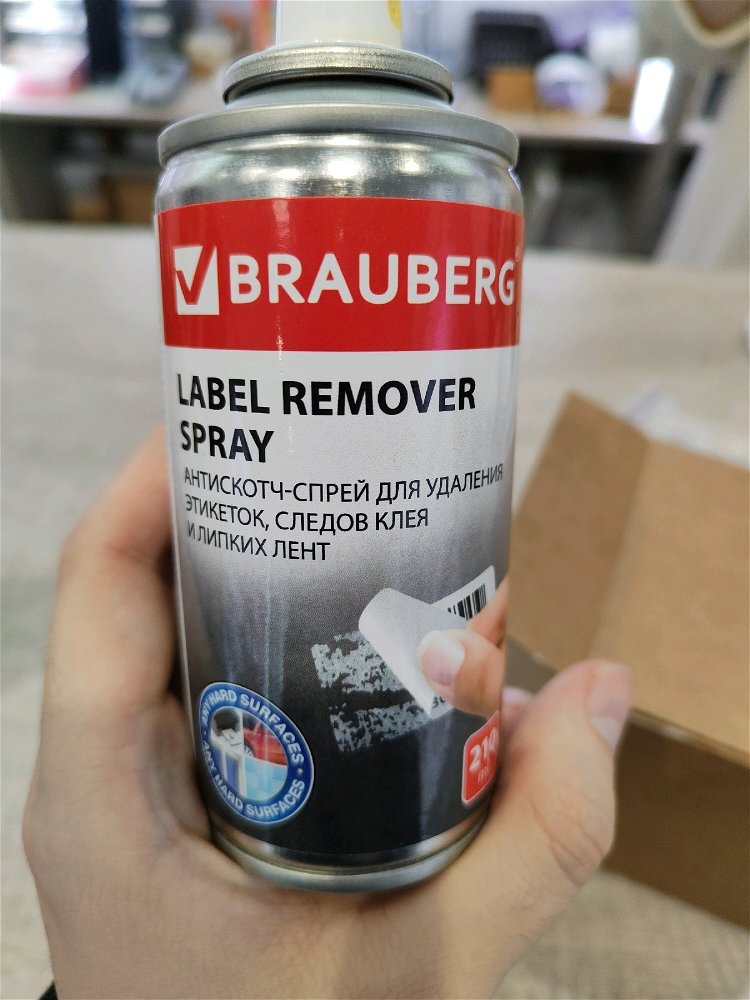 BRAUBERG
LABEL REMOVER
SPRAY
АНТИСКОТЧ-СПРЕЙ ДЛЯ УДАЛЕНИЯ
ЭТИКЕТОК, СЛЕДОВ КЛЕЯ
И ЛИПКИХ ЛЕНТ
ANY HARD SURFACES •
ANY HARD SURFACES •
210
ml